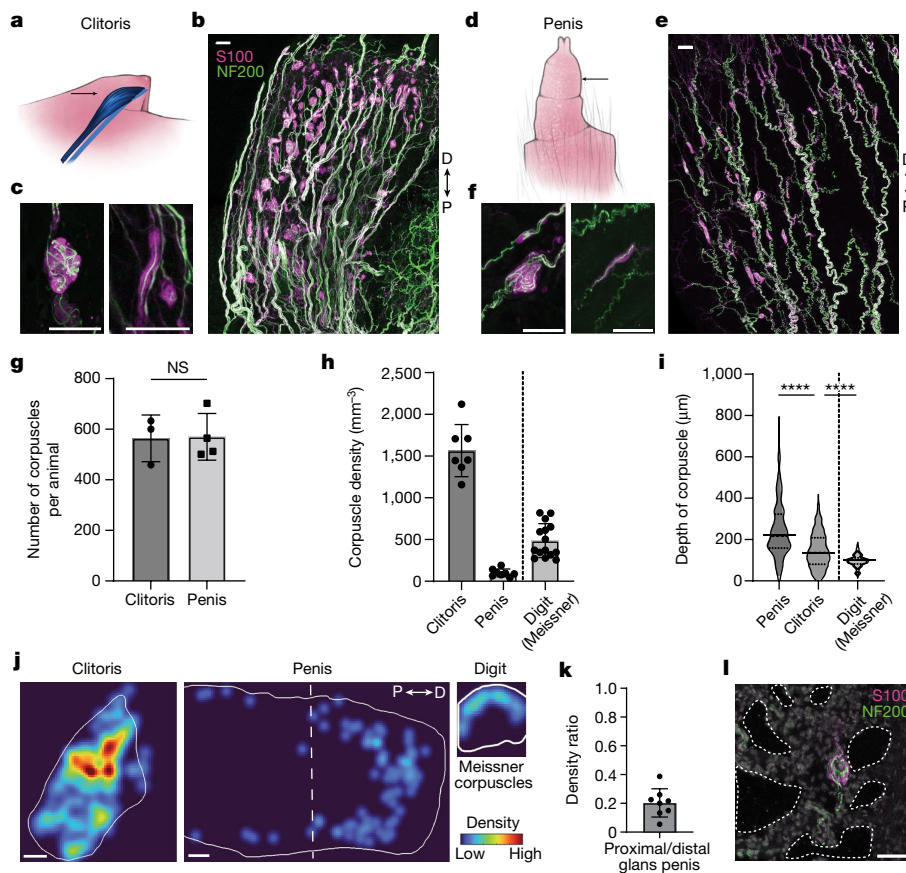 a
Clitoris
b
S100
NF200
D
P
c
d
Penis
e
D
P
f
g
NS
Number of corpuscles
per animal
800
600
400
200
0
Clitoris
Penis
h
Corpuscle density (mm⁻³)
2,500
2,000
1,500
1,000
500
0
Clitoris
Penis
Digit
(Meissner)
i
Depth of corpuscle (µm)
1,000
800
600
400
200
0
**** ****
Penis
Clitoris
Digit
(Meissner)
j
Clitoris
Penis
P D
Digit
Meissner
corpuscles
Density
Low High
k
Density ratio
1.0
0.8
0.6
0.4
0.2
0
Proximal/distal
glans penis
l
S100
NF200